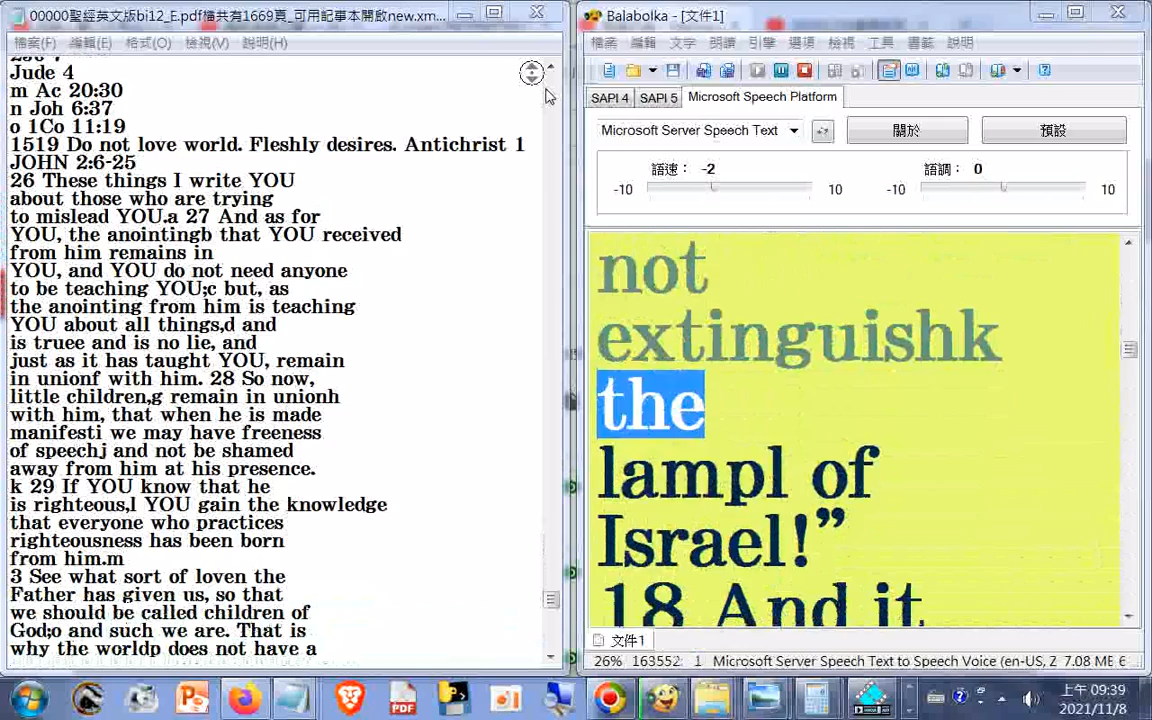 00000聖經英文版bi12_E.pdf檔共有1669頁_可用記事本開啟new.xm...
檔案(F) 編輯(E) 格式(O) 檢視(V) 說明(H)
Jude 4
m Ac 20:30
n Joh 6:37
o 1Co 11:19
1519 Do not love world. Fleshly desires. Antichrist 1
JOHN 2:6-25
26 These things I write YOU
about those who are trying
to mislead YOU.a 27 And as for
YOU, the anointingb that YOU received
from him remains in
YOU, and YOU do not need anyone
to be teaching YOU;c but, as
the anointing from him is teaching
YOU about all things,d and
is truee and is no lie, and
just as it has taught YOU, remain
in unionf with him. 28 So now,
little children,g remain in unionh
with him, that when he is made
manifesti we may have freeness
of speechj and not be shamed
away from him at his presence.
k 29 If YOU know that he
is righteous,l YOU gain the knowledge
that everyone who practices
righteousness has been born
from him.m
3 See what sort of loven the
Father has given us, so that
we should be called children of
God;o and such we are. That is
why the worldp does not have a
Balabolka - [文件1]
檔案 編輯 文字 朗讀 引擎 選項 檢視 工具 書籤 說明
SAPI 4 SAPI 5 Microsoft Speech Platform
Microsoft Server Speech Text 關於 預設
語速： -2 語調： 0
-10 10 -10 10
not
extinguishk
the
lampl of
Israel!”
18 And it
文件1
26% 163552: 1 Microsoft Server Speech Text to Speech Voice (en-US, Z 7.08 MB
PDF
上午 09:39
2021/11/8